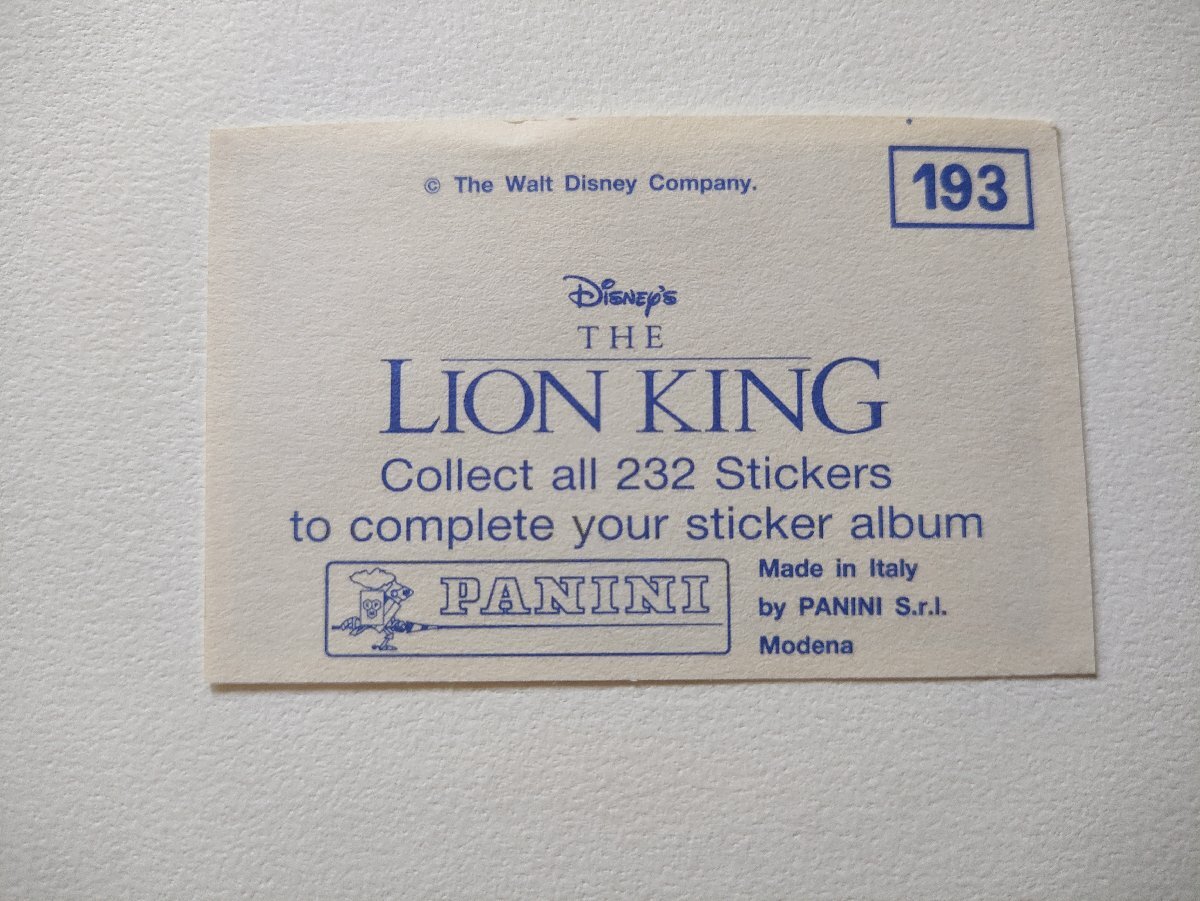 © The Walt Disney Company.
193
Disney's
THE
LION KING
Collect all 232 Stickers
to complete your sticker album
PANINI
Made in Italy
by PANINI S.r.l.
Modena